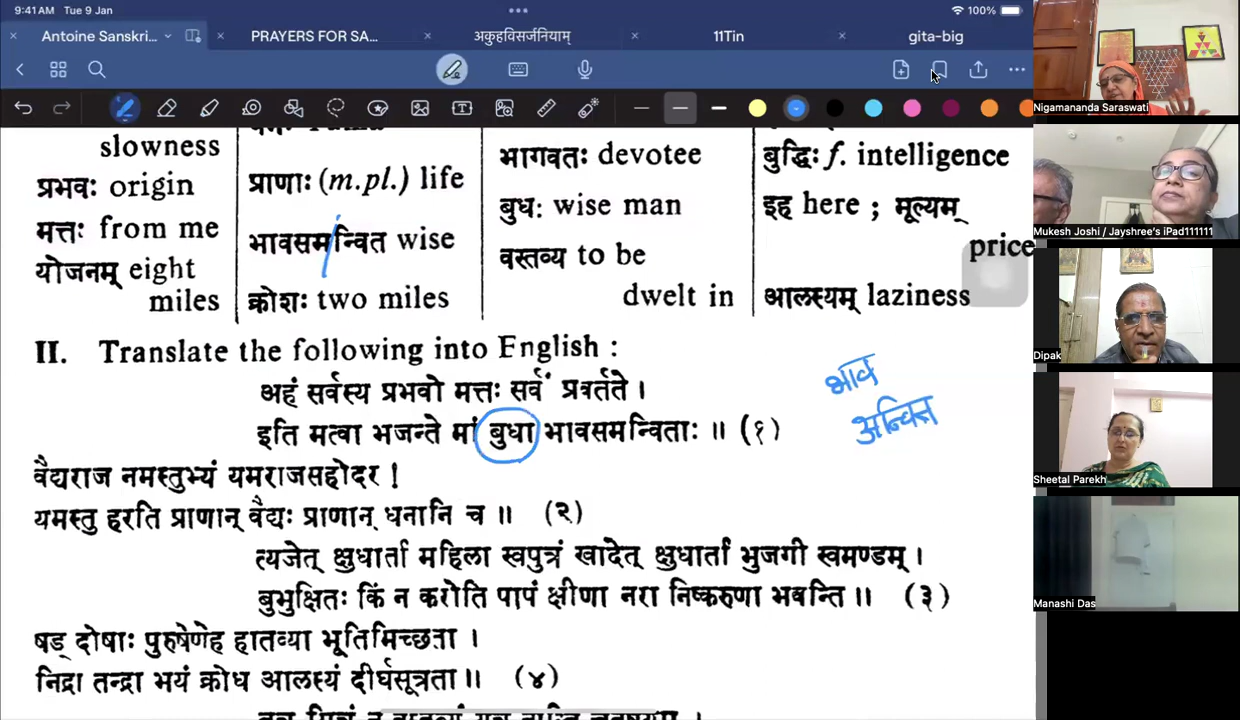 9:41 AM Tue 9 Jan
100%
Antoine Sanskri...
PRAYERS FOR SA...
अकुहविसर्जनियाम्
11Tin
gita-big
slowness
प्रभवः origin
मत्तः from me
योजनम् eight
miles
प्राणाः (m.pl.) life
भावसमन्वित wise
क्रोशः two miles
भागवतः devotee
बुधः wise man
वस्तव्य to be
dwelt in
बुद्धिः f. intelligence
इह here ; मूल्यम्
price
आलस्यम् laziness
II. Translate the following into English :
अहं सर्वस्य प्रभवो मत्तः सर्वं प्रवर्तते ।
इति मत्वा भजन्ते मां बुधा भावसमन्विताः ॥ (१)
भाव
अन्वित
वैद्यराज नमस्तुभ्यं यमराजसहोदर !
यमस्तु हरति प्राणान् वैद्यः प्राणान् धनानि च ॥ (२)
त्यजेत् क्षुधार्ता महिला स्वपुत्रं खादेत् क्षुधार्ता भुजगी स्वमण्डम् ।
बुभुक्षितः किं न करोति पापं क्षीणा नरा निष्करुणा भवन्ति ॥ (३)
षड् दोषाः पुरुषेणेह हातव्या भूतिमिच्छता ।
निद्रा तन्द्रा भयं क्रोध आलस्यं दीर्घसूत्रता ॥ (४)
Nigamananda Saraswati
Mukesh Joshi / Jayshree's iPad111111
Dipak
Sheetal Parekh
Manashi Das